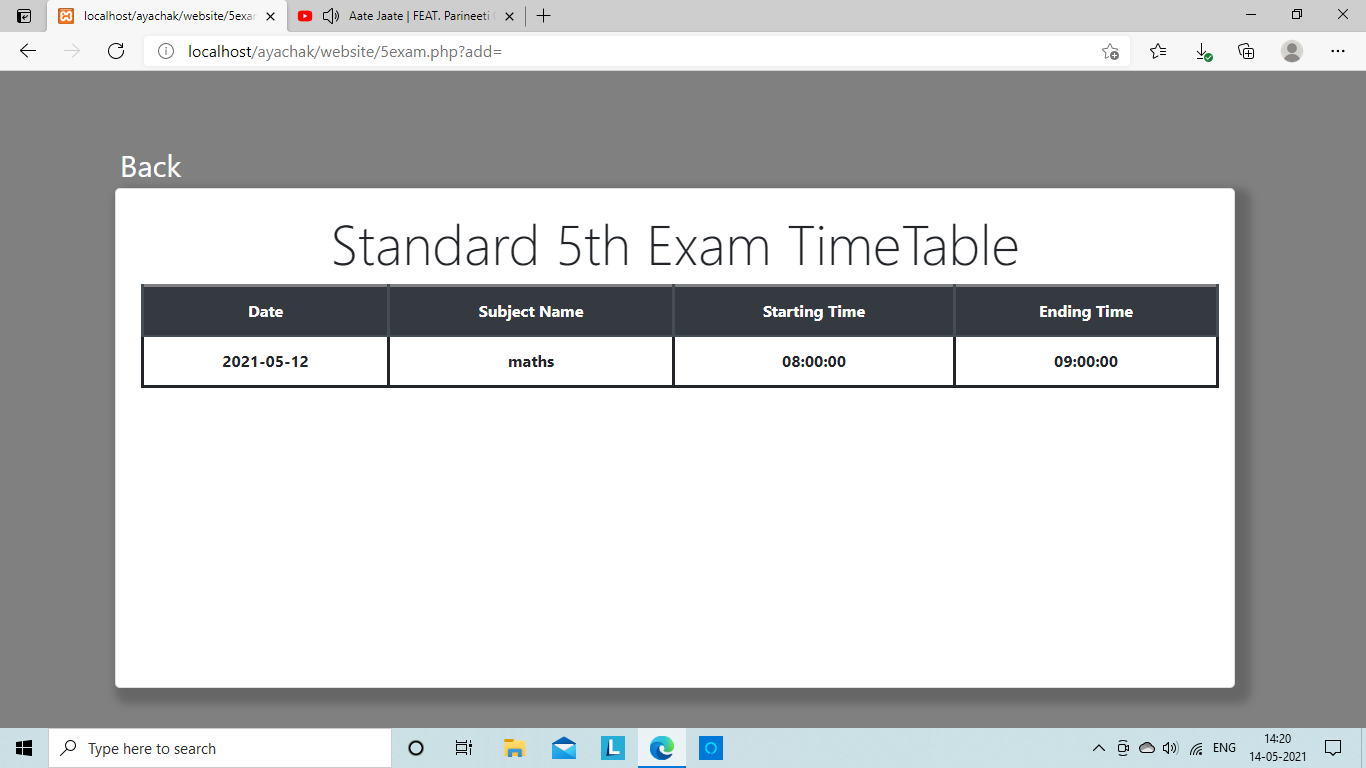 localhost/ayachak/website/5exar
Aate Jaate | FEAT. Parineeti
localhost/ayachak/website/5exam.php?add=
Back
Standard 5th Exam TimeTable
Date Subject Name Starting Time Ending Time
2021-05-12 maths 08:00:00 09:00:00
Type here to search
L
ENG
14:20
14-05-2021